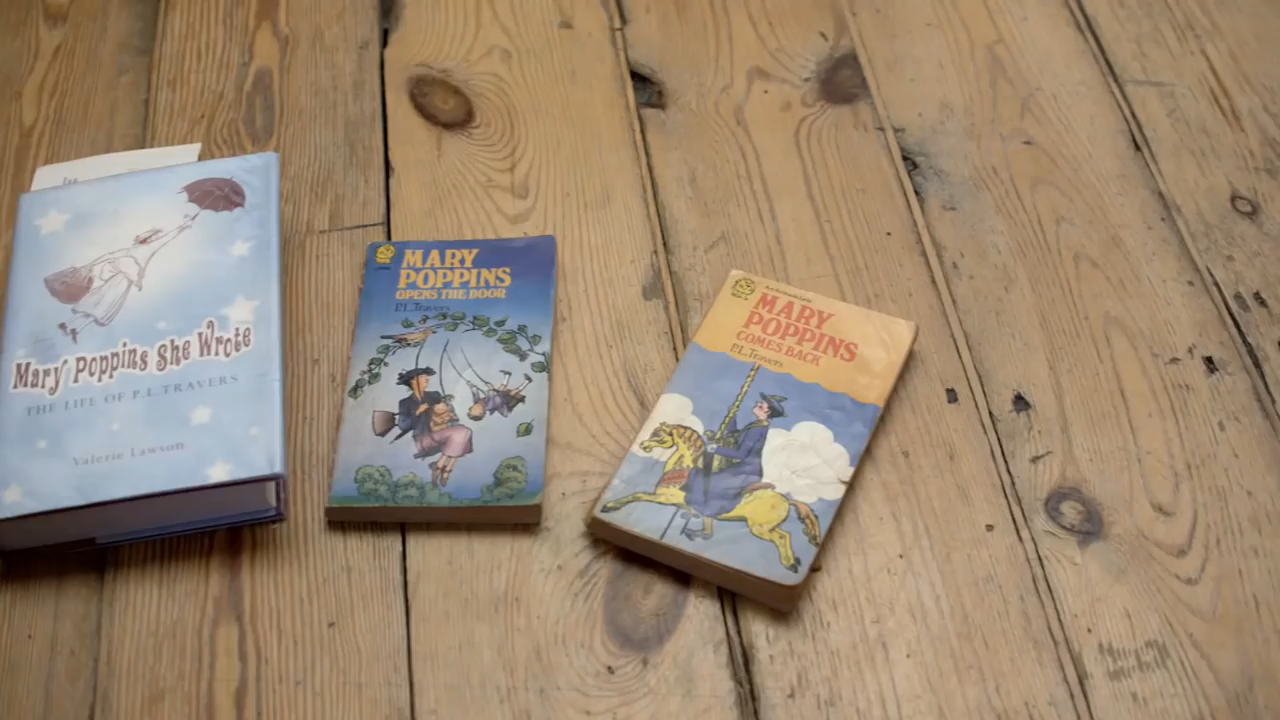 Mary Poppins She Wrote
THE LIFE OF P.L. TRAVERS
Valerie Lawson
MARY
POPPINS
OPENS THE DOOR
P.L.Travers
MARY
POPPINS
COMES BACK
P.L.Travers